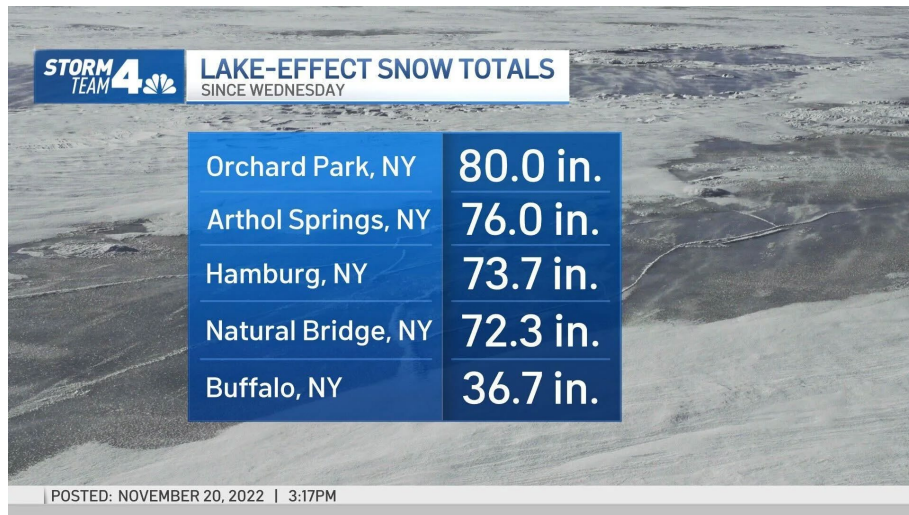 STORM TEAM 4
LAKE-EFFECT SNOW TOTALS
SINCE WEDNESDAY
Orchard Park, NY 80.0 in.
Arthol Springs, NY 76.0 in.
Hamburg, NY 73.7 in.
Natural Bridge, NY 72.3 in.
Buffalo, NY 36.7 in.
POSTED: NOVEMBER 20, 2022 | 3:17PM